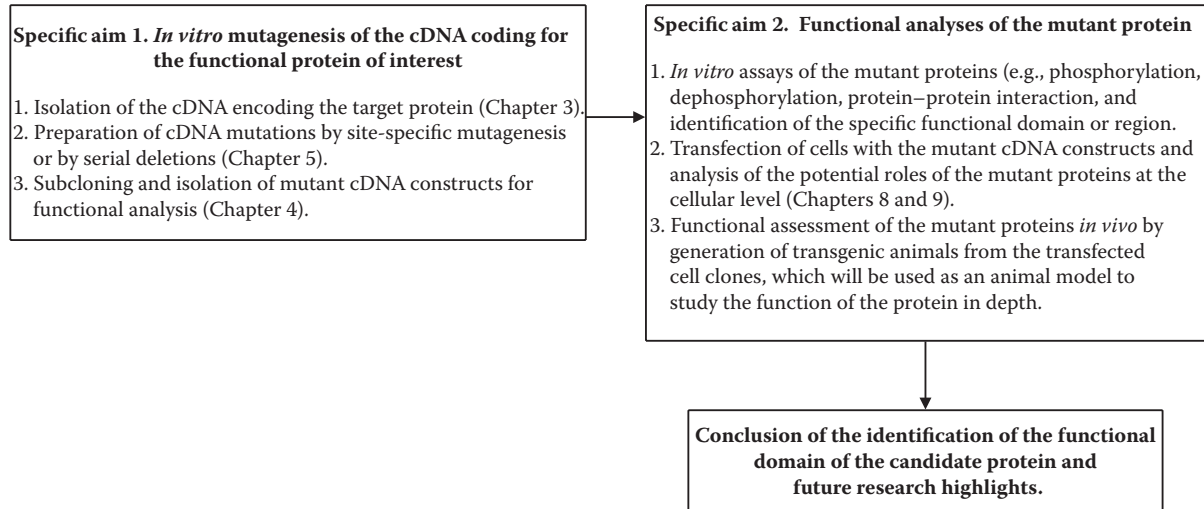 Specific aim 1. In vitro mutagenesis of the cDNA coding for
the functional protein of interest
1. Isolation of the cDNA encoding the target protein (Chapter 3).
2. Preparation of cDNA mutations by site-specific mutagenesis
or by serial deletions (Chapter 5).
3. Subcloning and isolation of mutant cDNA constructs for
functional analysis (Chapter 4).
Specific aim 2. Functional analyses of the mutant protein
1. In vitro assays of the mutant proteins (e.g., phosphorylation,
dephosphorylation, protein–protein interaction, and
identification of the specific functional domain or region.
2. Transfection of cells with the mutant cDNA constructs and
analysis of the potential roles of the mutant proteins at the
cellular level (Chapters 8 and 9).
3. Functional assessment of the mutant proteins in vivo by
generation of transgenic animals from the transfected
cell clones, which will be used as an animal model to
study the function of the protein in depth.
Conclusion of the identification of the functional
domain of the candidate protein and
future research highlights.